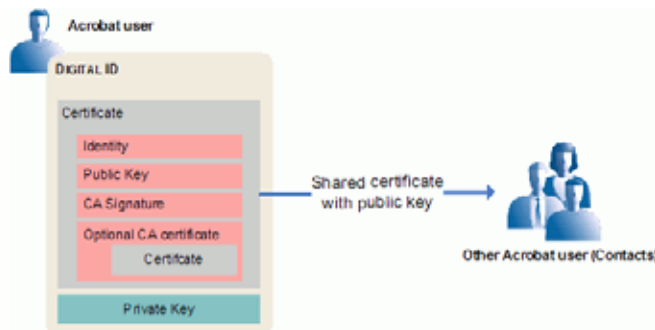 Acrobat user
DIGITAL ID
Certificate
Identity
Public Key
CA Signature
Optional CA certificate
Certifcate
Private Key
Shared certificate
with public key
Other Acrobat user (Contacts)